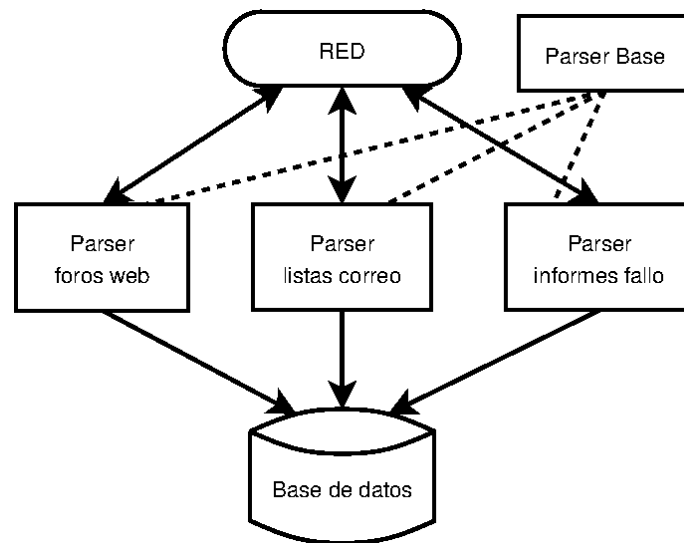 RED
Parser Base
Parser
foros web
Parser
listas correo
Parser
informes fallo
Base de datos